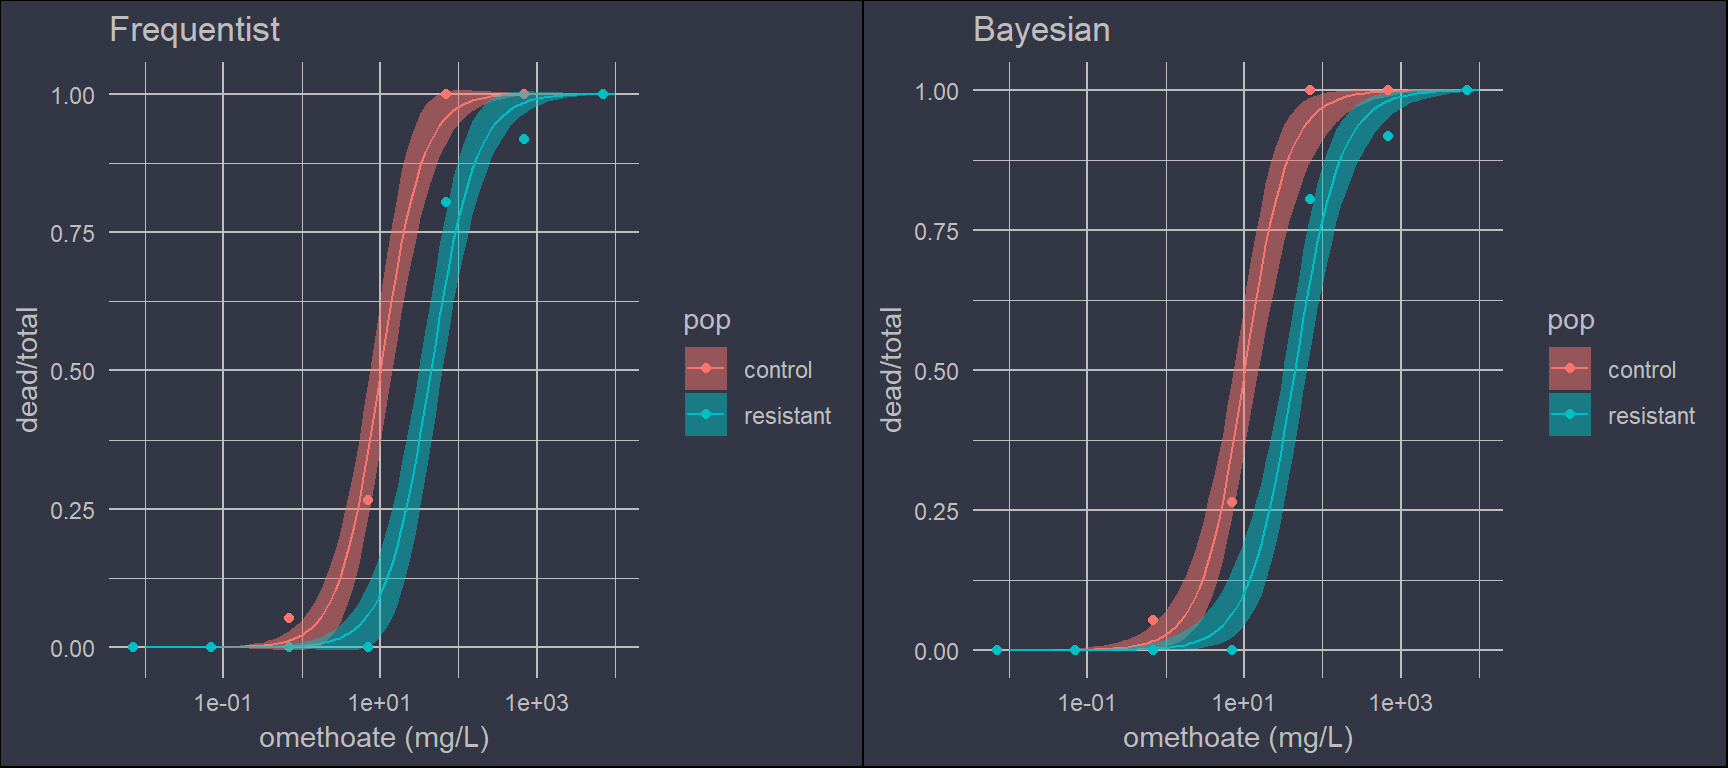 Frequentist
1.00
0.75
0.50
0.25
0.00
dead/total
1e-01 1e+01 1e+03
omethoate (mg/L)
pop
control
resistant
Bayesian
1.00
0.75
0.50
0.25
0.00
dead/total
1e-01 1e+01 1e+03
omethoate (mg/L)
pop
control
resistant